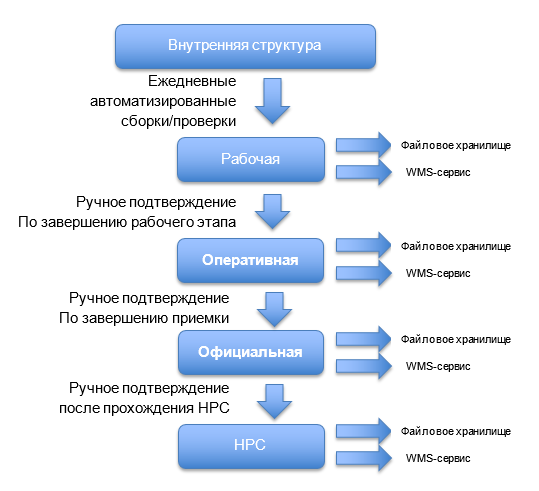 Внутренняя структура
Ежедневные
автоматизированные
сборки/проверки
Рабочая
Файловое хранилище
WMS-сервис
Ручное подтверждение
По завершению рабочего этапа
Оперативная
Файловое хранилище
WMS-сервис
Ручное подтверждение
По завершению приемки
Официальная
Файловое хранилище
WMS-сервис
Ручное подтверждение
после прохождения НРС
НРС
Файловое хранилище
WMS-сервис